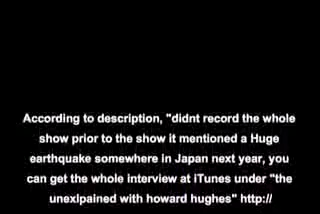 According to description, "didnt record the whole
show prior to the show it mentioned a Huge
earthquake somewhere in Japan next year, you
can get the whole interview at iTunes under "the
unexlpained with howard hughes" http://